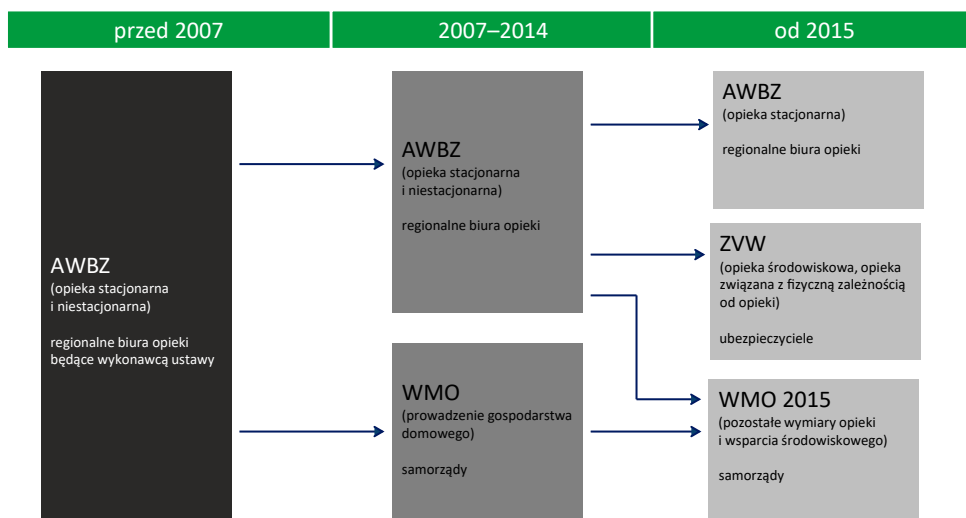 przed 2007
2007–2014
od 2015
AWBZ
(opieka stacjonarna
i niestacjonarna)
regionalne biura opieki
będące wykonawcą ustawy
AWBZ
(opieka stacjonarna
i niestacjonarna)
regionalne biura opieki
WMO
(prowadzenie gospodarstwa
domowego)
samorządy
AWBZ
(opieka stacjonarna)
regionalne biura opieki
ZVW
(opieka środowiskowa, opieka
związana z fizyczną zależnością
od opieki)
ubezpieczyciele
WMO 2015
(pozostałe wymiary opieki
i wsparcia środowiskowego)
samorządy